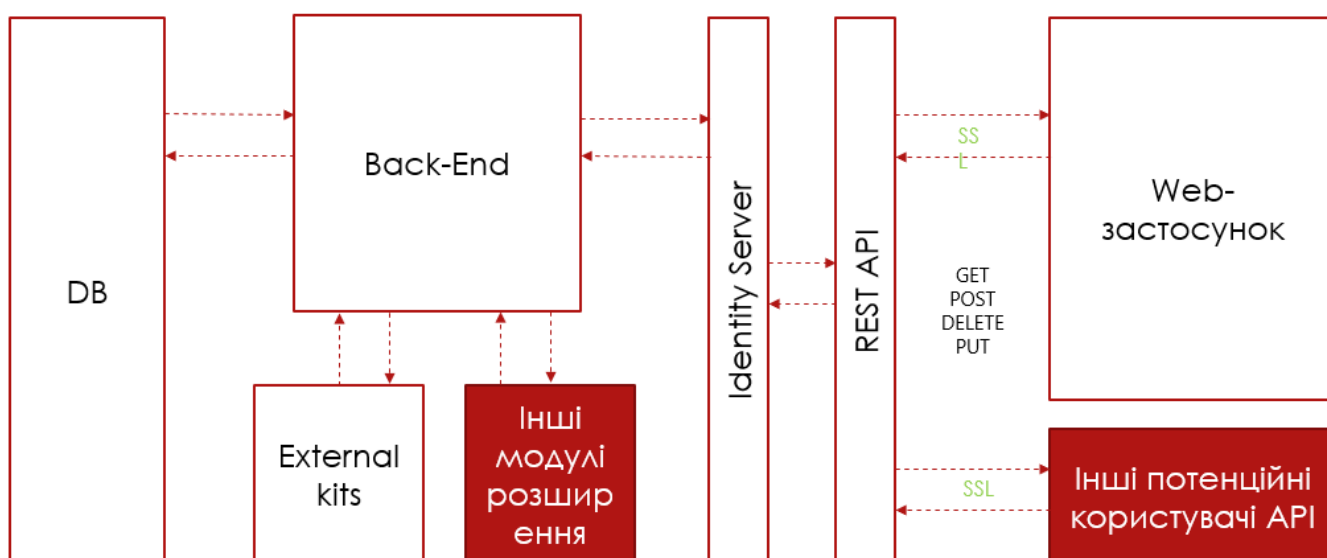 DB
Back-End
External
kits
Інші
модулі
розшир
ення
Identity Server
REST API
SS
L
GET
POST
DELETE
PUT
SSL
Web-
застосунок
Інші потенційні
користувачі API